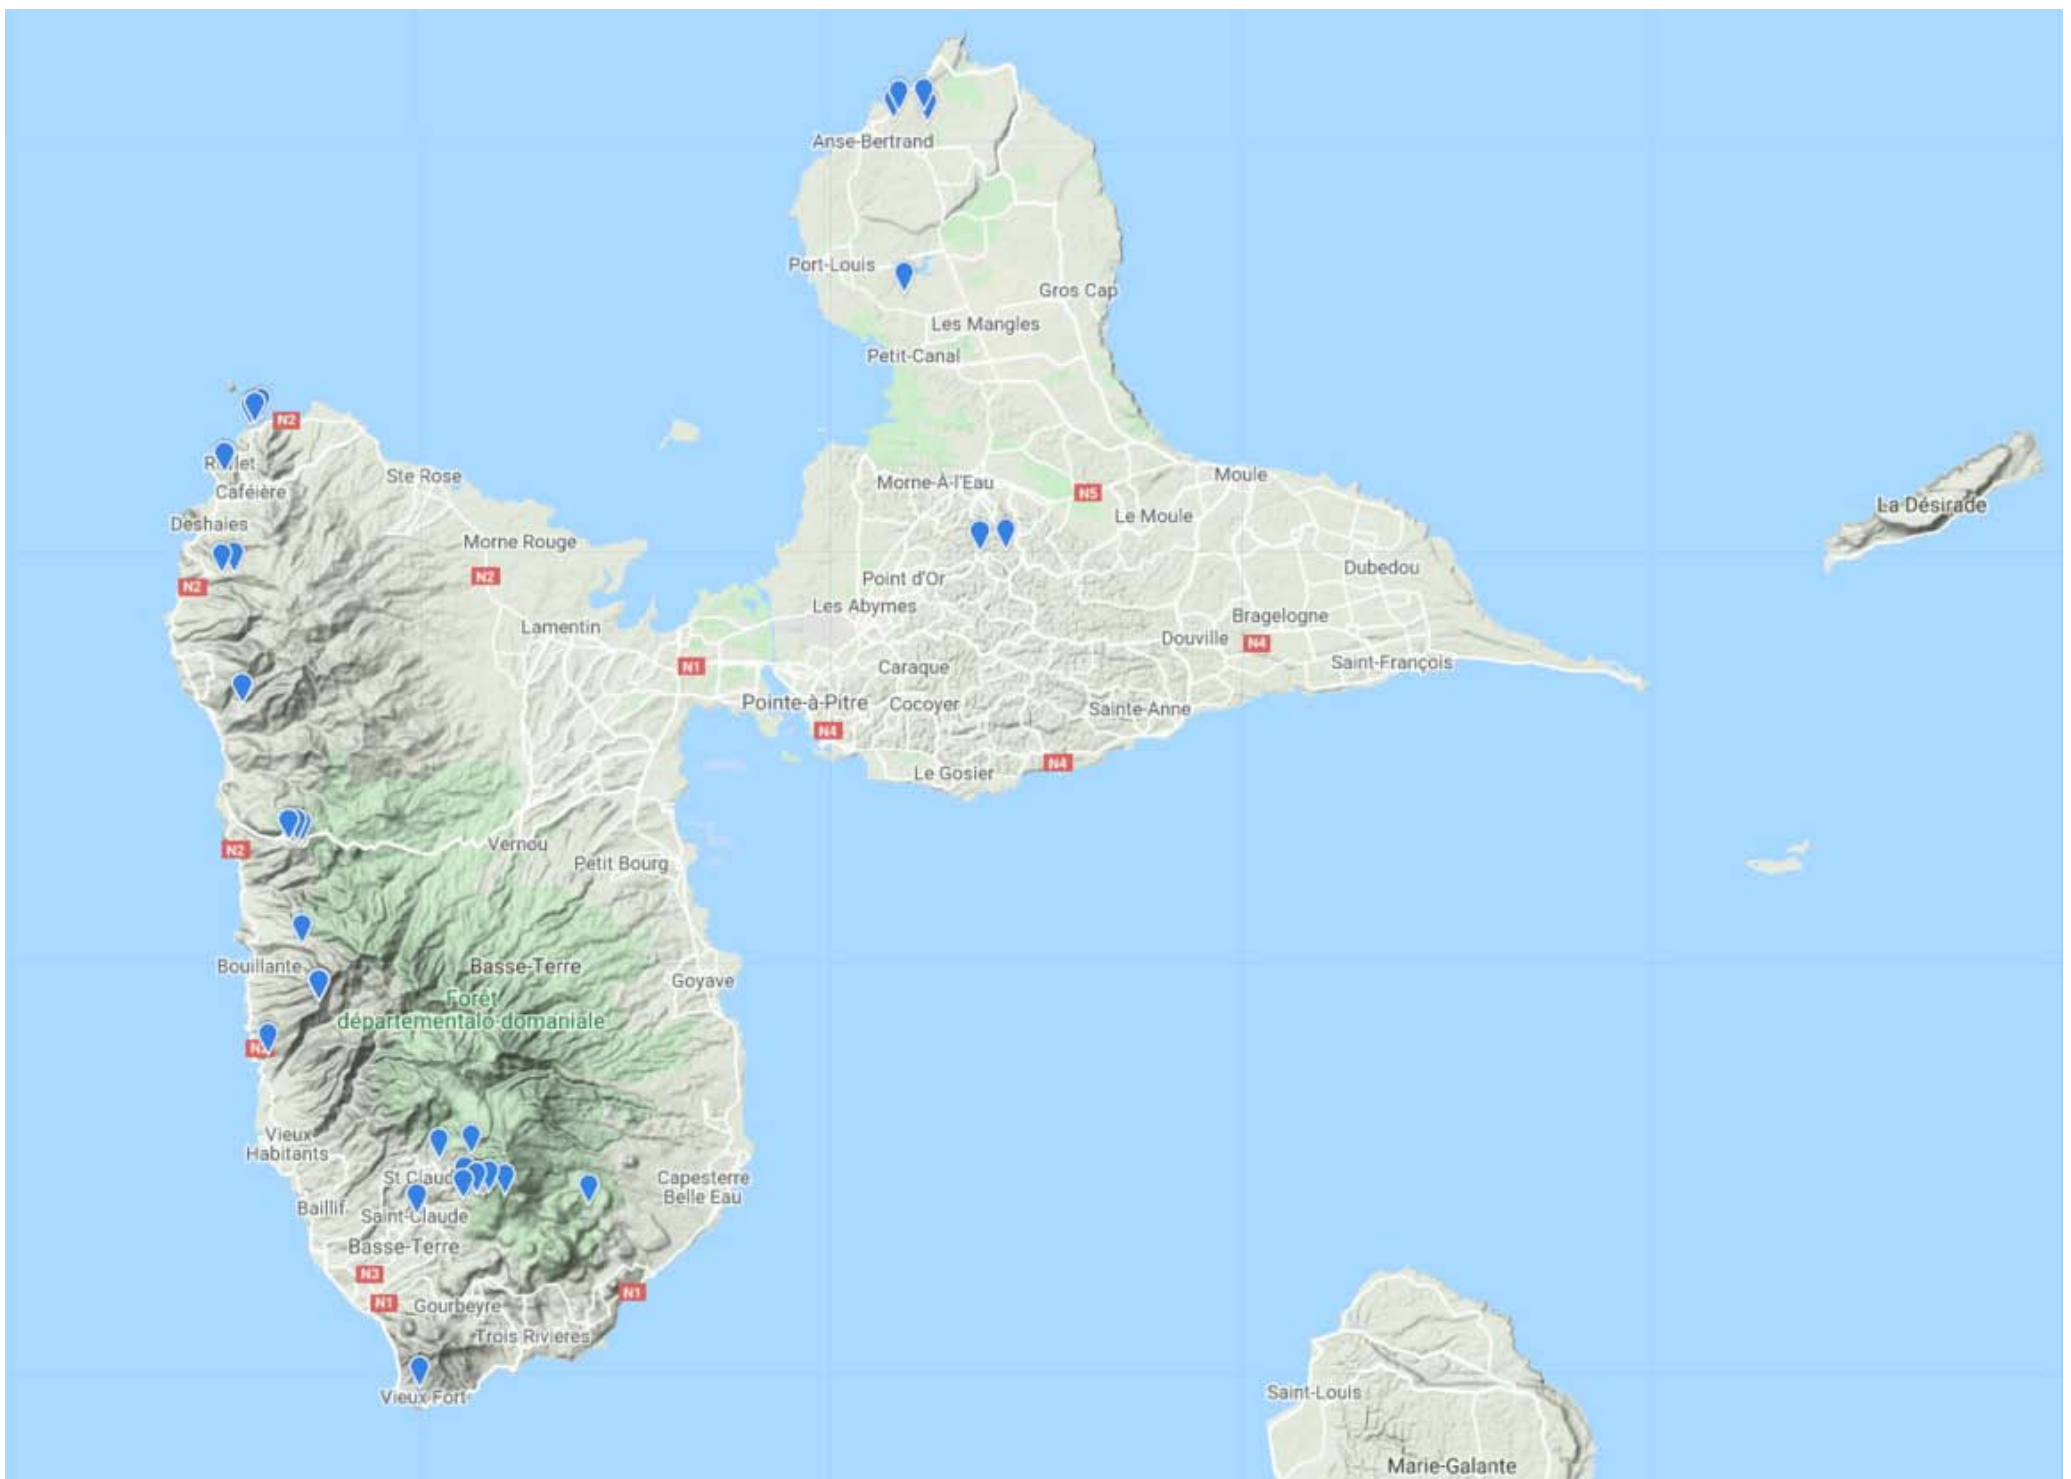 Anse-Bertrand
Port-Louis
Gros Cap
Les Mangles
Petit-Canal
N2
Caféière
Ste Rose
Deshaies
Morne Rouge
N2
N2
Lamentin
N1
Morne-À-l'Eau
N5
Moule
Le Moule
La Désirade
Point d'Or
Les Abymes
Dubedou
Bragelogne
Douville
N4
Saint-François
Caraque
Pointe-à-Pitre
Cocoyer
Sainte-Anne
N4
Le Gosier
N4
N2
Vernou
Petit Bourg
Bouillante
Basse-Terre
Goyave
Forêt
départementalo-domaniale
Vieux
Habitants
Capesterre
Belle Eau
Baillif
Saint-Claude
Basse-Terre
N3
N1
N1
Gourbeyre
Trois Rivieres
Vieux Fort
Saint-Louis
Marie-Galante